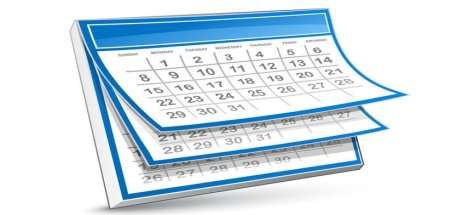 SUNDAY MONDAY TUESDAY WEDNESDAY THURSDAY FRIDAY SATURDAY
1 2 3 4 5 6
8 9 10 11 12 13 14
15 16 17 18 19 20 21
22 23 24 25 26 27 28
29 30 31
21 22 23 24 25 26 27
28 29 30 31
26 27 28 29 30